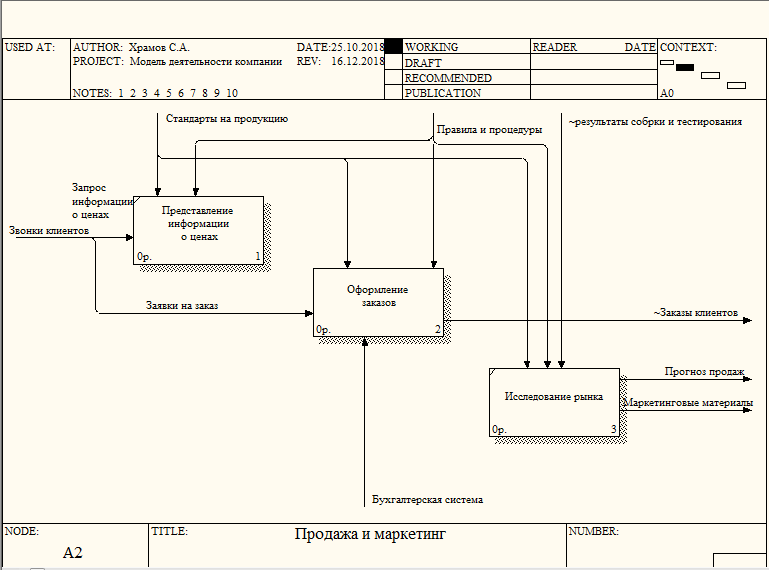 USED AT:
AUTHOR: Храмов С.А.
DATE:25.10.2018
PROJECT: Модель деятельности компании
REV: 16.12.2018
NOTES: 1 2 3 4 5 6 7 8 9 10
WORKING
DRAFT
RECOMMENDED
PUBLICATION
READER
DATE
CONTEXT:
A0
Стандарты на продукцию
Правила и процедуры
~результаты собрки и тестирования
Запрос
информации
о ценах
Звонки клиентов
Представление
информации
о ценах
0р.
1
Заявки на заказ
Оформление
заказов
0р.
2
~Заказы клиентов
Исследование рынка
0р.
3
Прогноз продаж
Маркетинговые материалы
Бухгалтерская система
NODE:
A2
TITLE:
Продажа и маркетинг
NUMBER: